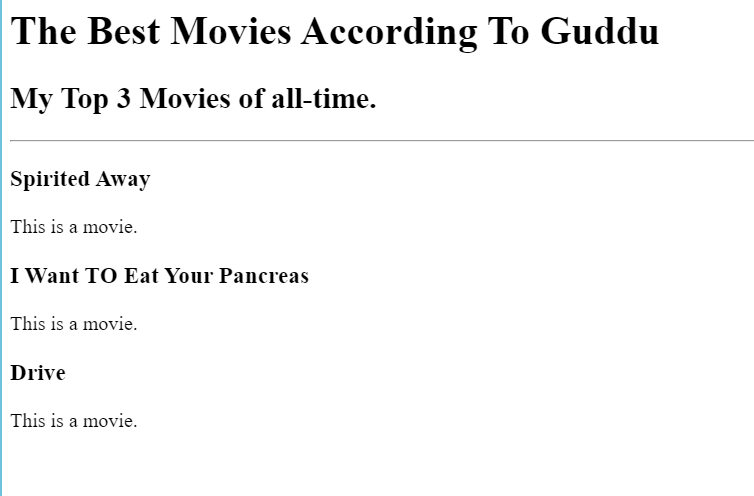 The Best Movies According To Guddu
My Top 3 Movies of all-time.
Spirited Away
This is a movie.
I Want TO Eat Your Pancreas
This is a movie.
Drive
This is a movie.